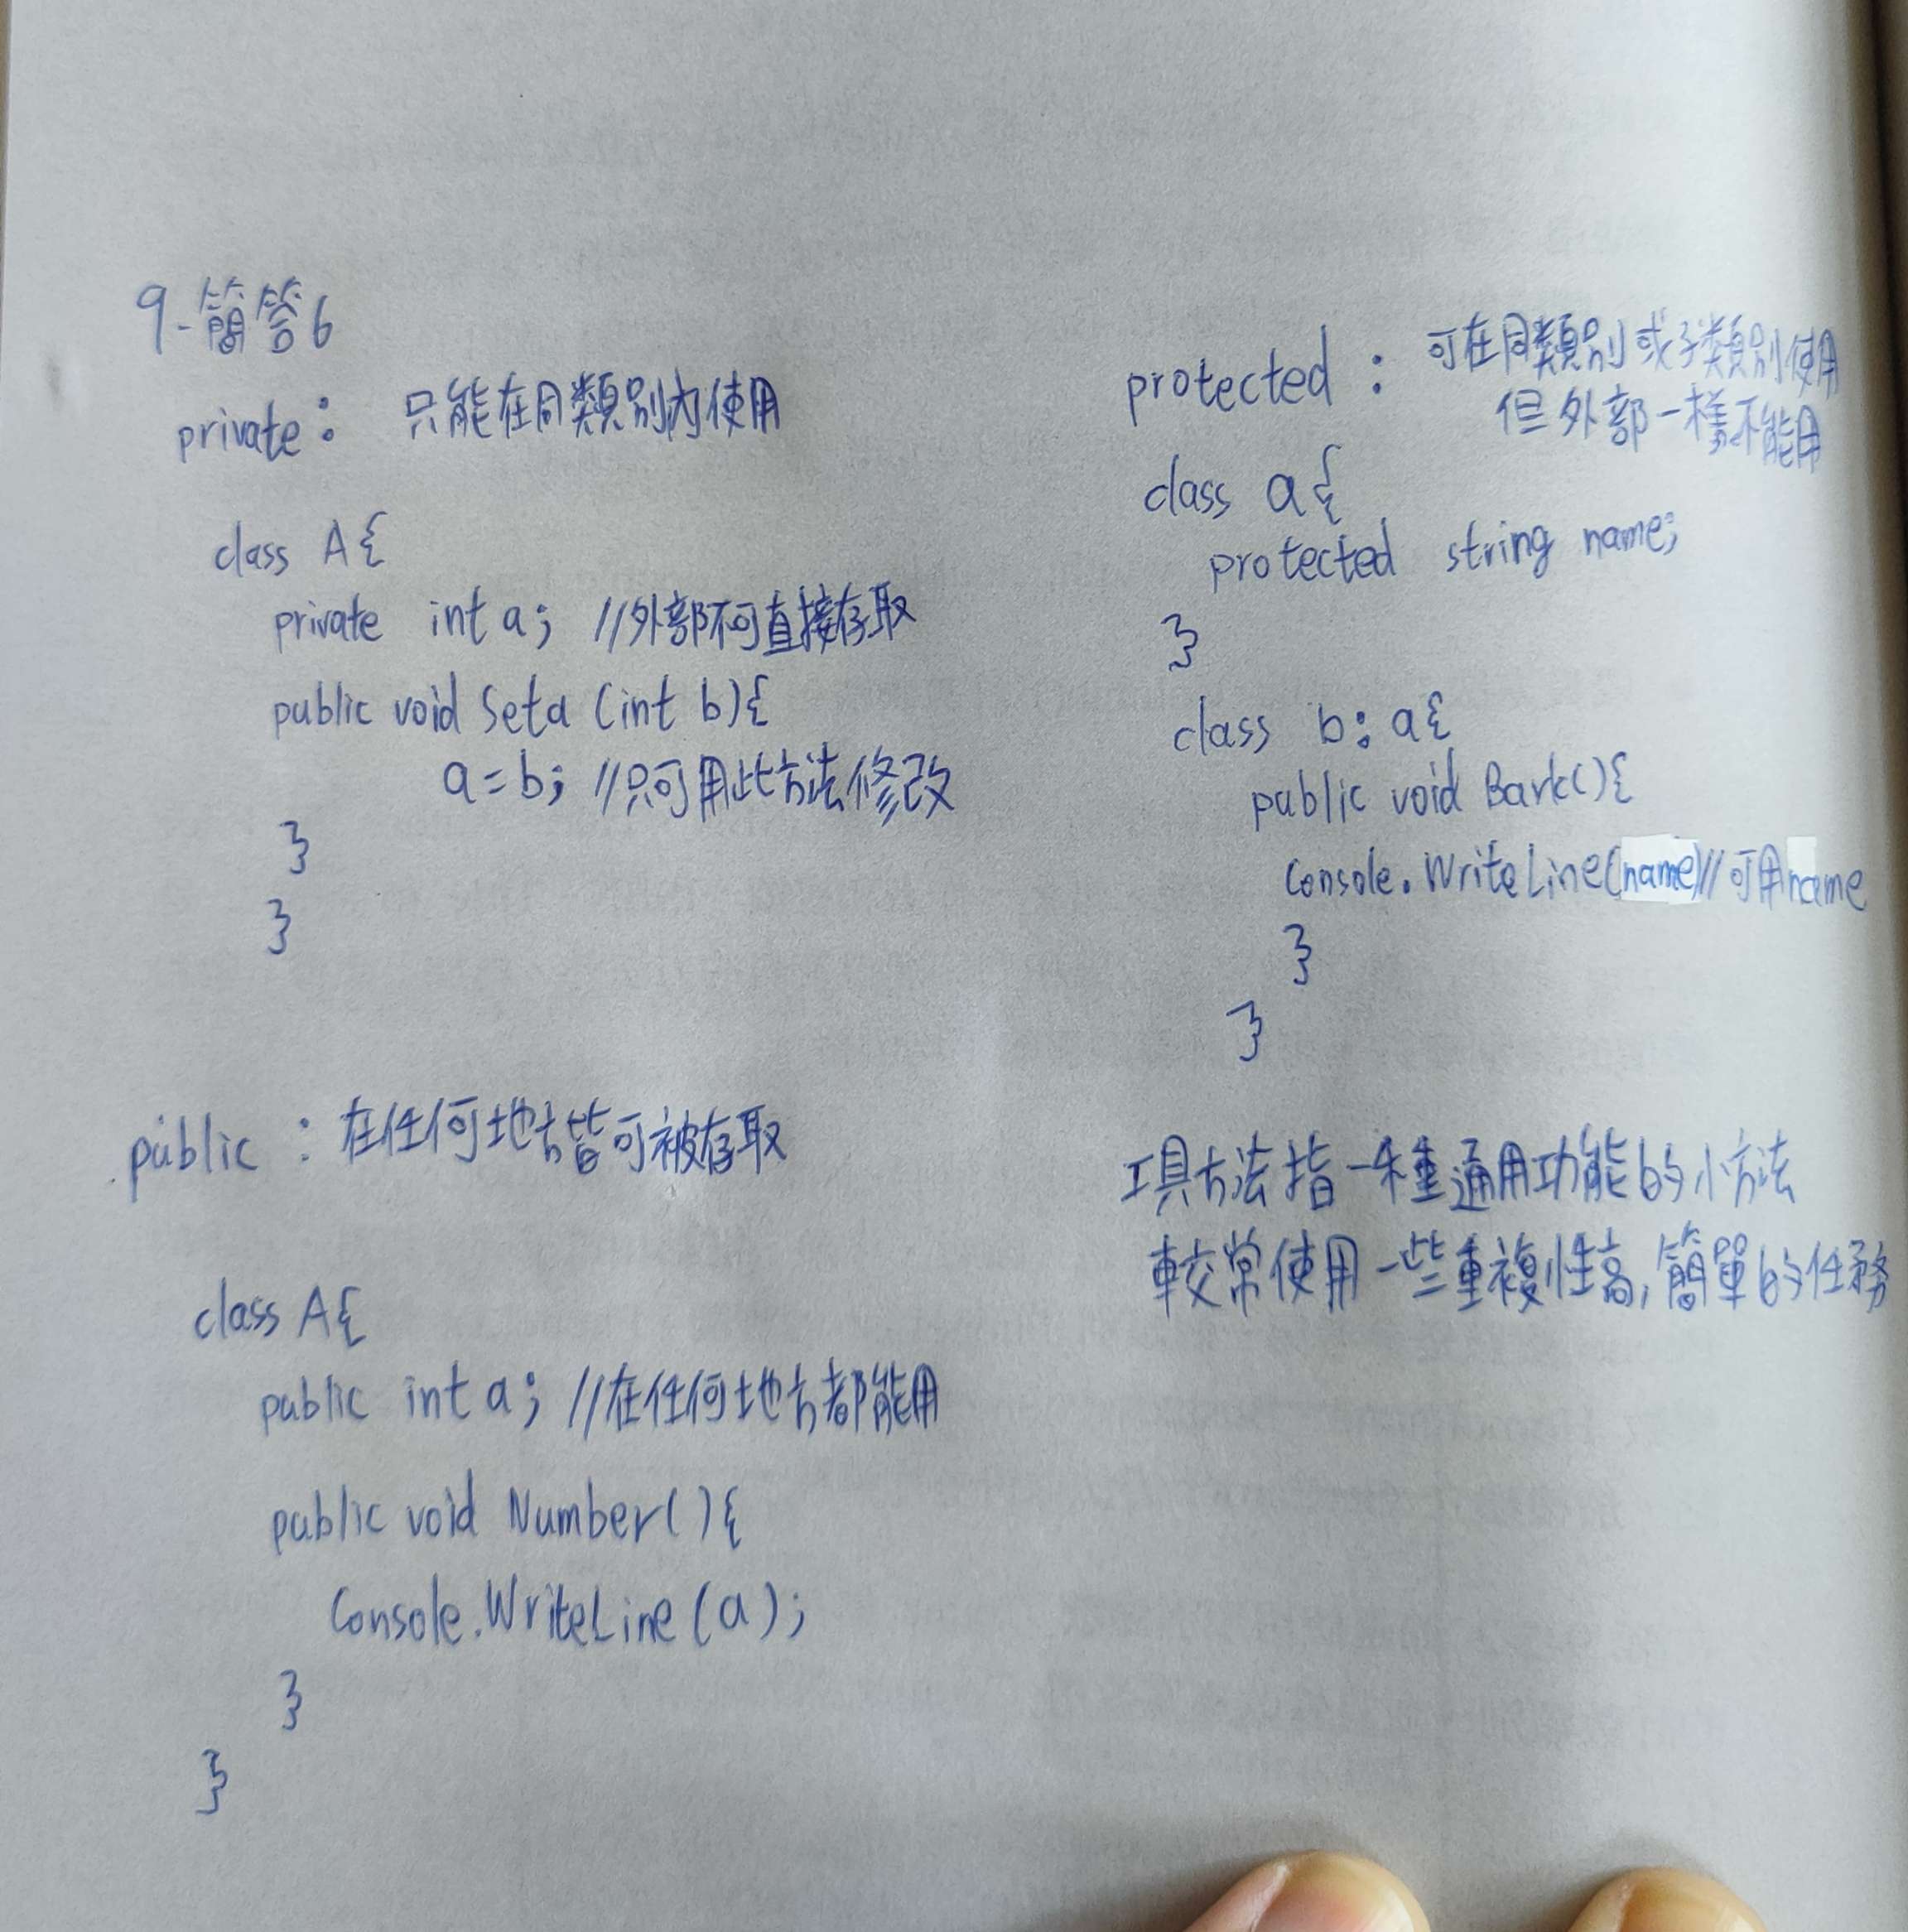 9-簡答6
private: 只能在同類別內使用
class A{
private int a; //外部不可直接存取
public void Seta (int b){
a=b; //只可用此方法修改
}
}
public : 在任何地方皆可被存取
class A{
public int a; //在任何地方都能用
public void Number(){
Console.WriteLine(a);
}
}
protected : 可在同類別或子類別使用
但外部一樣不能用
class a{
protected string name;
}
class b: a{
public void Bark(){
Console.WriteLine(name)//可用name
}
}
工具方法指一種通用功能的小方法
較常使用一些重複性高,簡單的任務